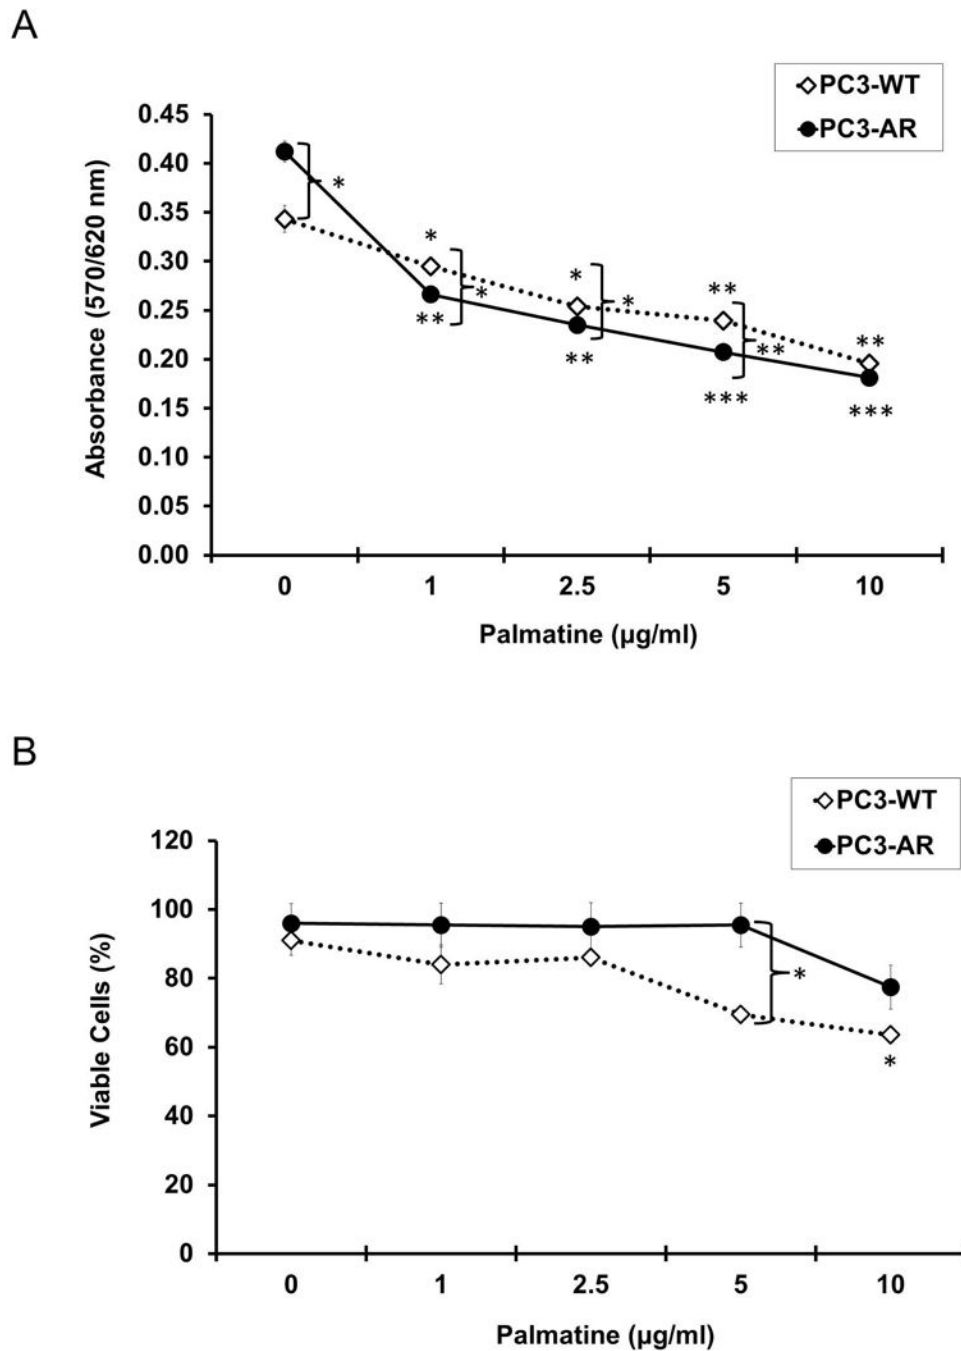 A
PC3-WT
PC3-AR
Absorbance (570/620 nm)
0.45
0.40
0.35
0.30
0.25
0.20
0.15
0.10
0.05
0.00
*
*
*
**
*
*
**
**
**
***
**
***
0 1 2.5 5 10
Palmatine (µg/ml)
B
PC3-WT
PC3-AR
Viable Cells (%)
120
100
80
60
40
20
0
*
*
0 1 2.5 5 10
Palmatine (µg/ml)